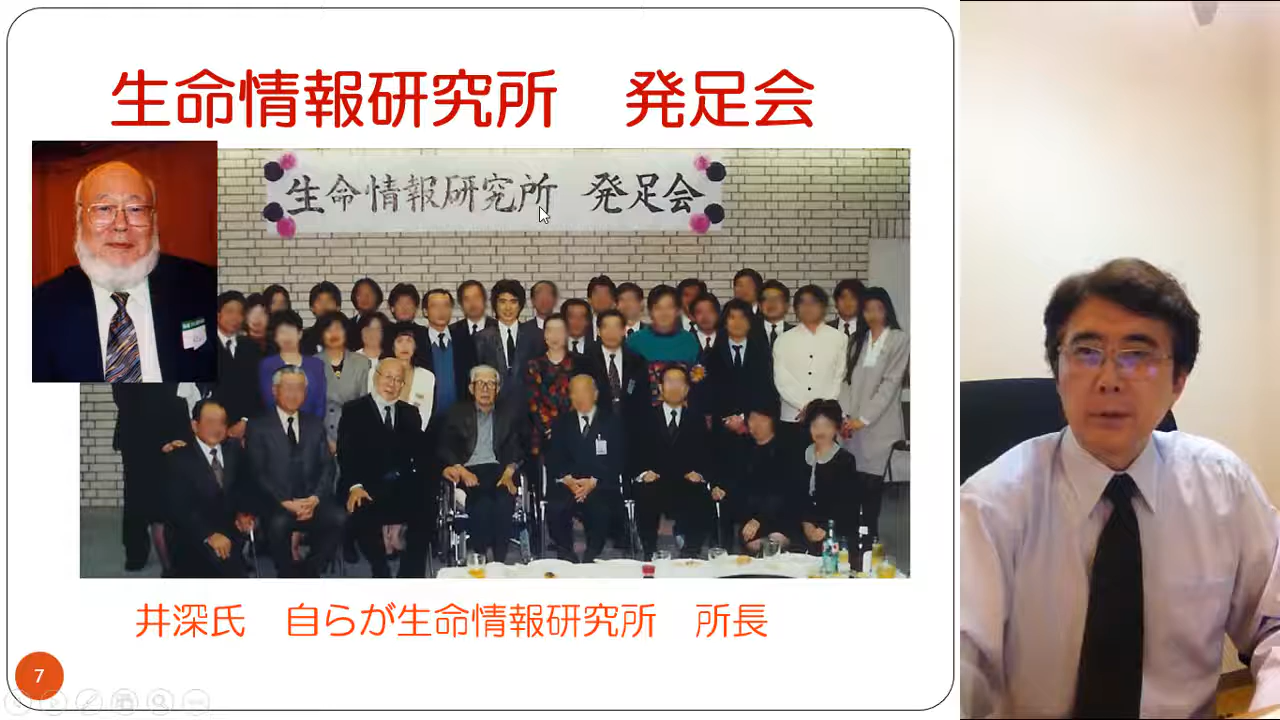 生命情報研究所　発足会
生命情報研究所　発足会
井深氏　自らが生命情報研究所　所長
7